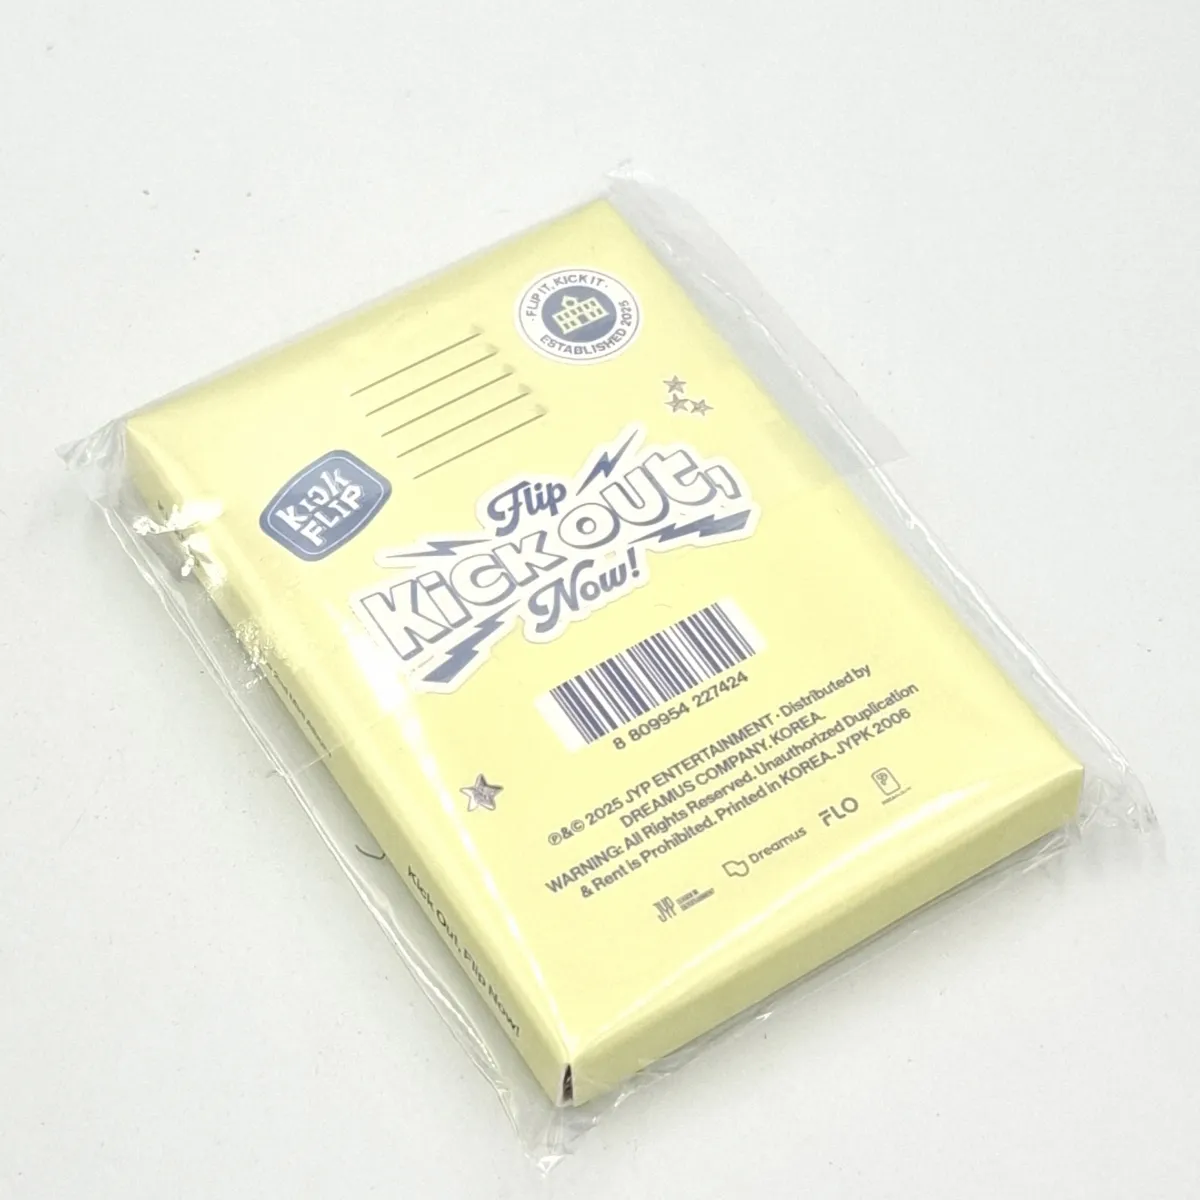 · FLIP IT, KICK IT ·
ESTABLISHED 2025
KICK
FLIP
Flip
KICK OUT,
Now!
8 809954 227424
℗&© 2025 JYP ENTERTAINMENT · Distributed by
DREAMUS COMPANY. KOREA.
WARNING: All Rights Reserved. Unauthorized Duplication
& Rent is Prohibited. Printed in KOREA. JYPK 2006
JYP
ENTERTAINMENT
Dreamus
FLO
Kick Out, Flip Now!